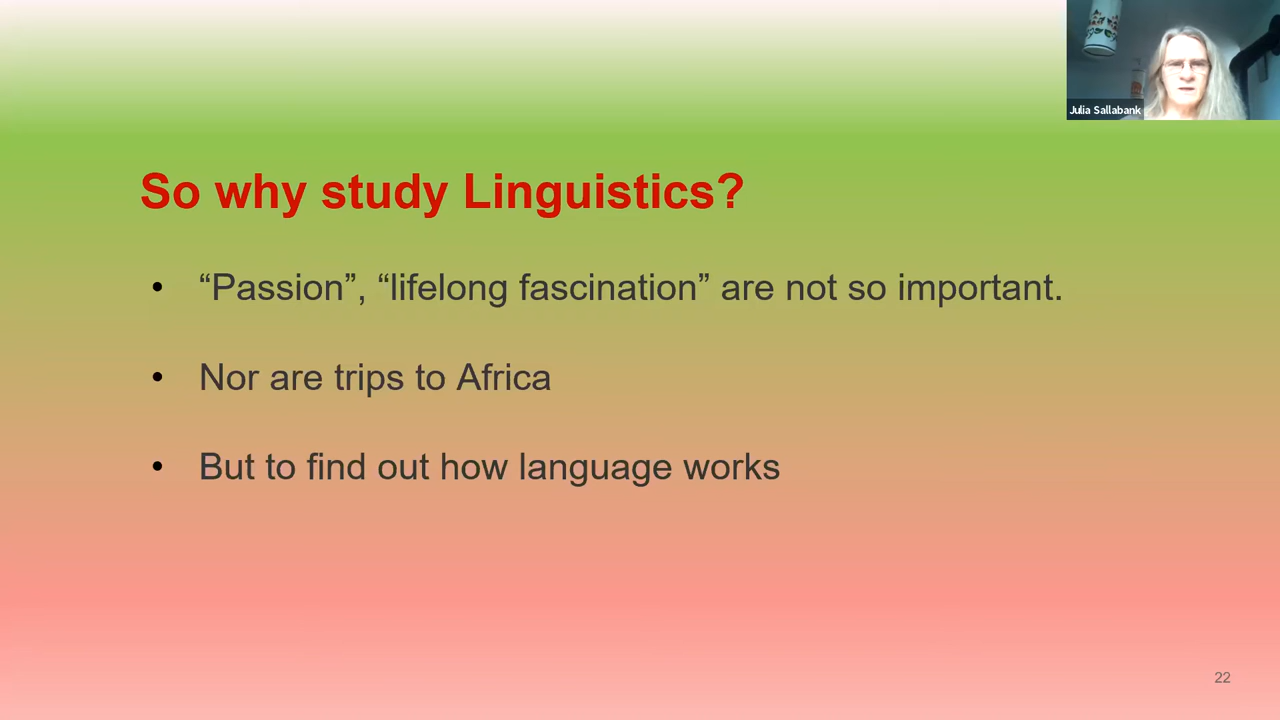 Julia Sallabank
So why study Linguistics?
• “Passion”, “lifelong fascination” are not so important.
• Nor are trips to Africa
• But to find out how language works
22